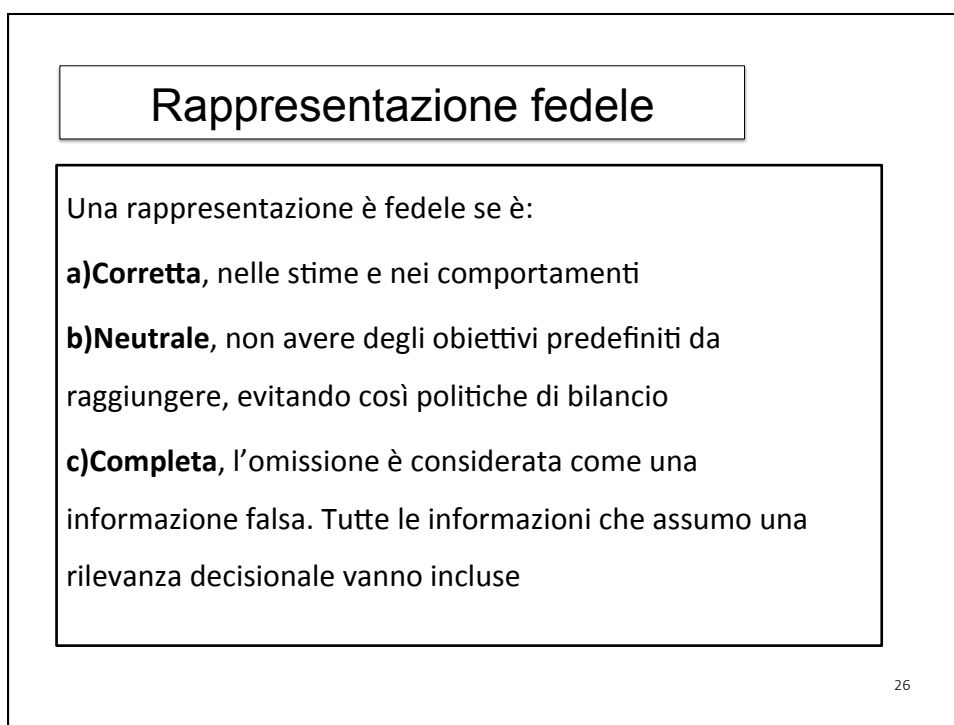 Rappresentazione fedele
Una rappresentazione è fedele se è:
a)Corretta, nelle stime e nei comportamenti
b)Neutrale, non avere degli obiettivi predefiniti da
raggiungere, evitando così politiche di bilancio
c)Completa, l’omissione è considerata come una
informazione falsa. Tutte le informazioni che assumo una
rilevanza decisionale vanno incluse
26